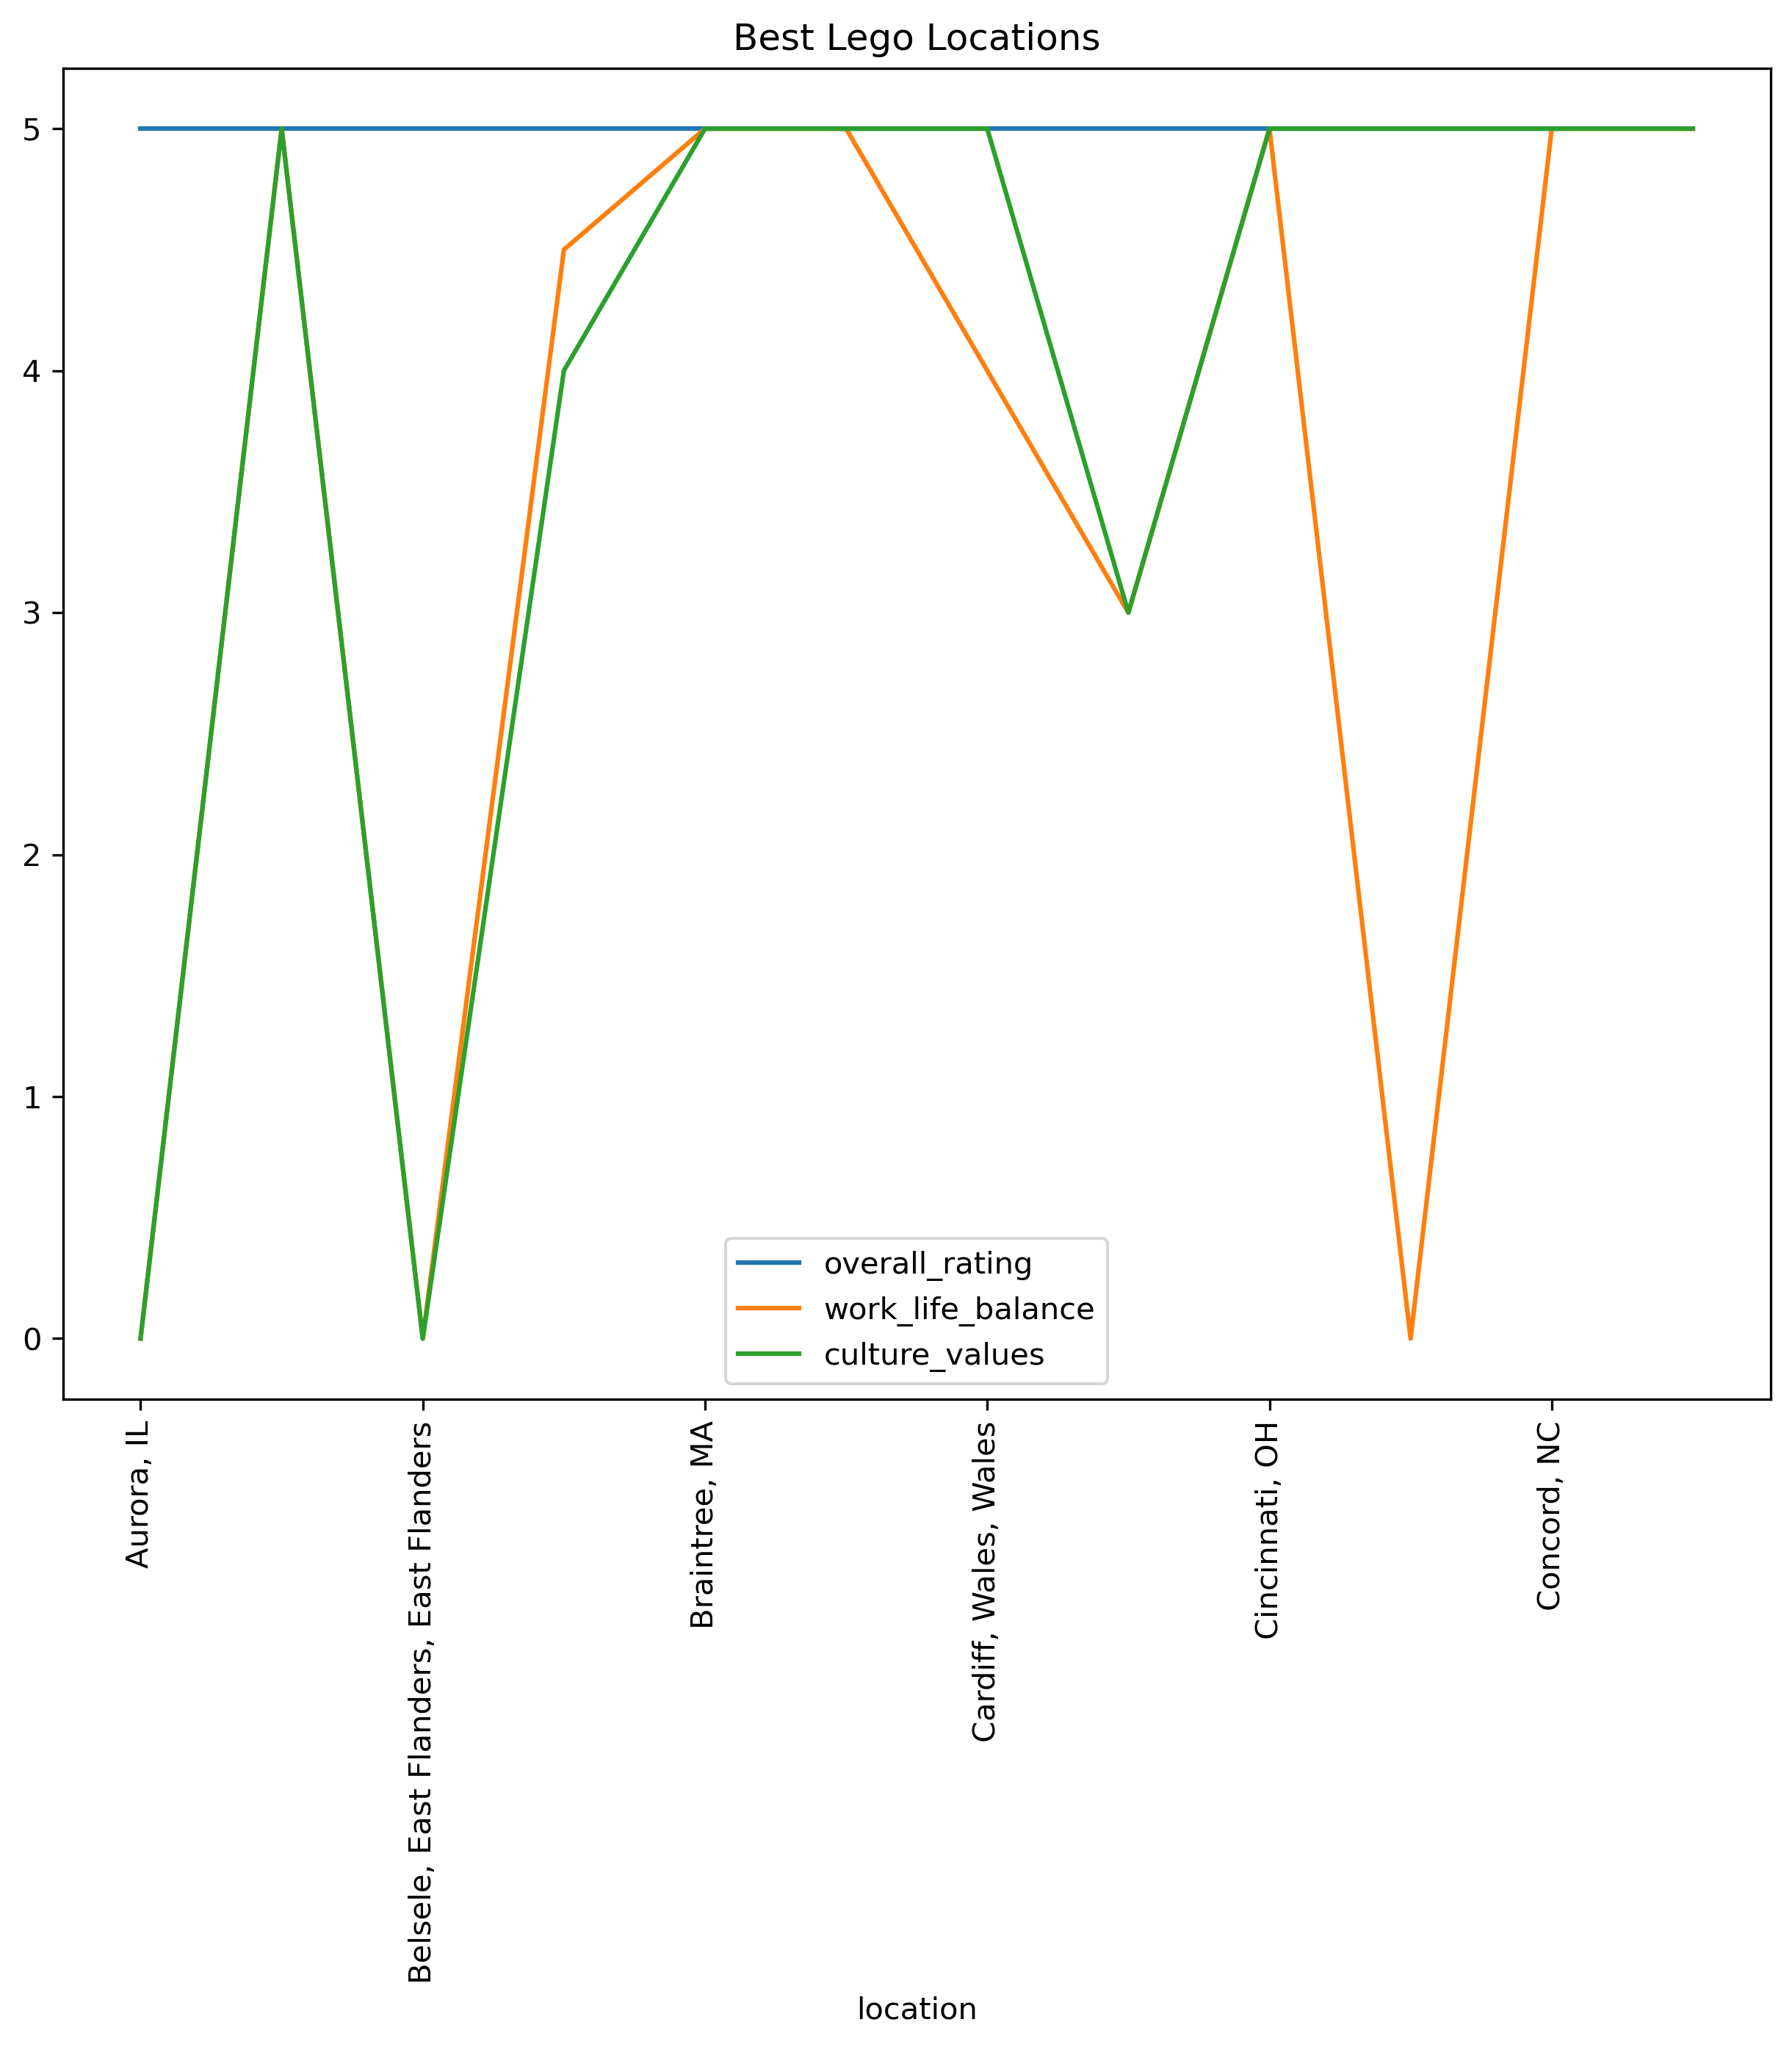 Best Lego Locations
5
4
3
2
1
0
overall_rating
work_life_balance
culture_values
Aurora, IL
Belsele, East Flanders, East Flanders
Braintree, MA
Cardiff, Wales, Wales
Cincinnati, OH
Concord, NC
location